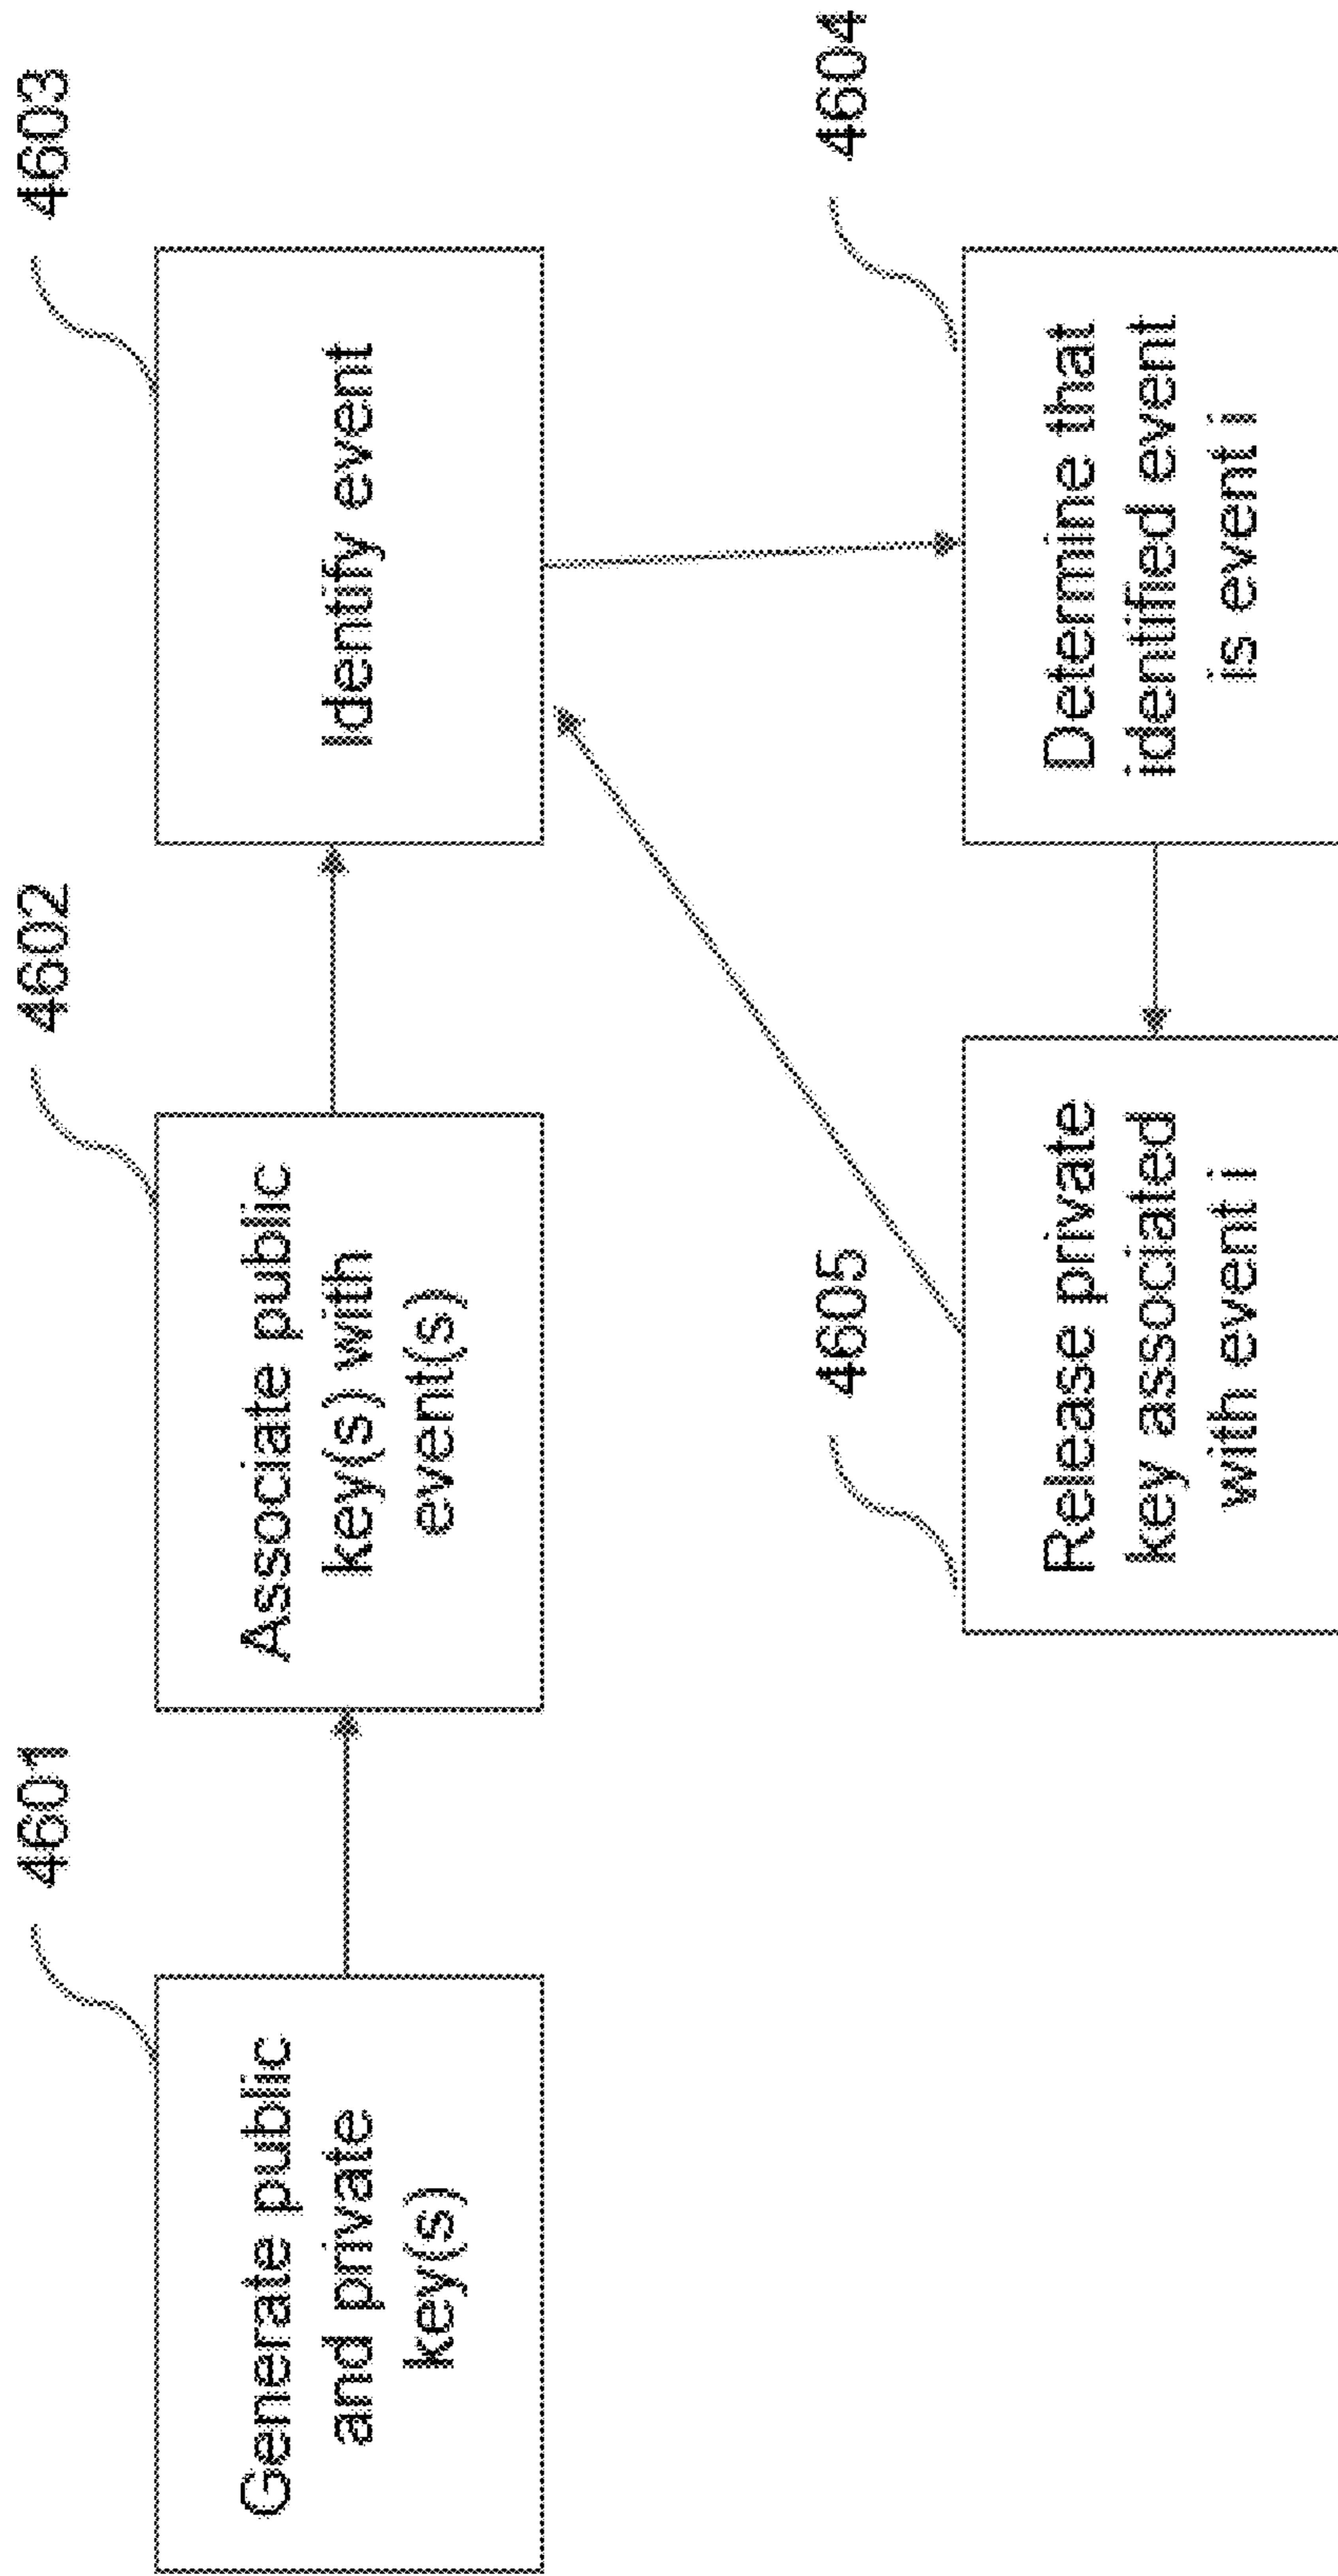 4601
Generate public
and private
key(s)
4602
Associate public
key(s) with
event(s)
4603
Identify event
4605
Release private
key associated
with event i
4604
Determine that
identified event
is event i